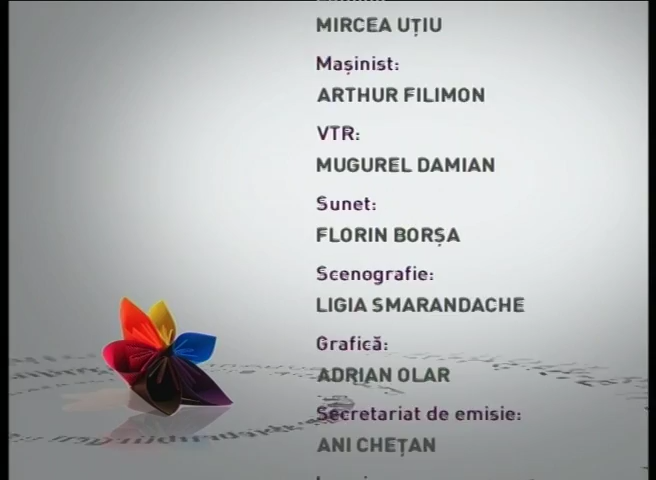 MIRCEA UȚIU
Mașinist:
ARTHUR FILIMON
VTR:
MUGUREL DAMIAN
Sunet:
FLORIN BORȘA
Scenografie:
LIGIA SMARANDACHE
Grafică:
ADRIAN OLAR
Secretariat de emisie:
ANI CHEȚAN